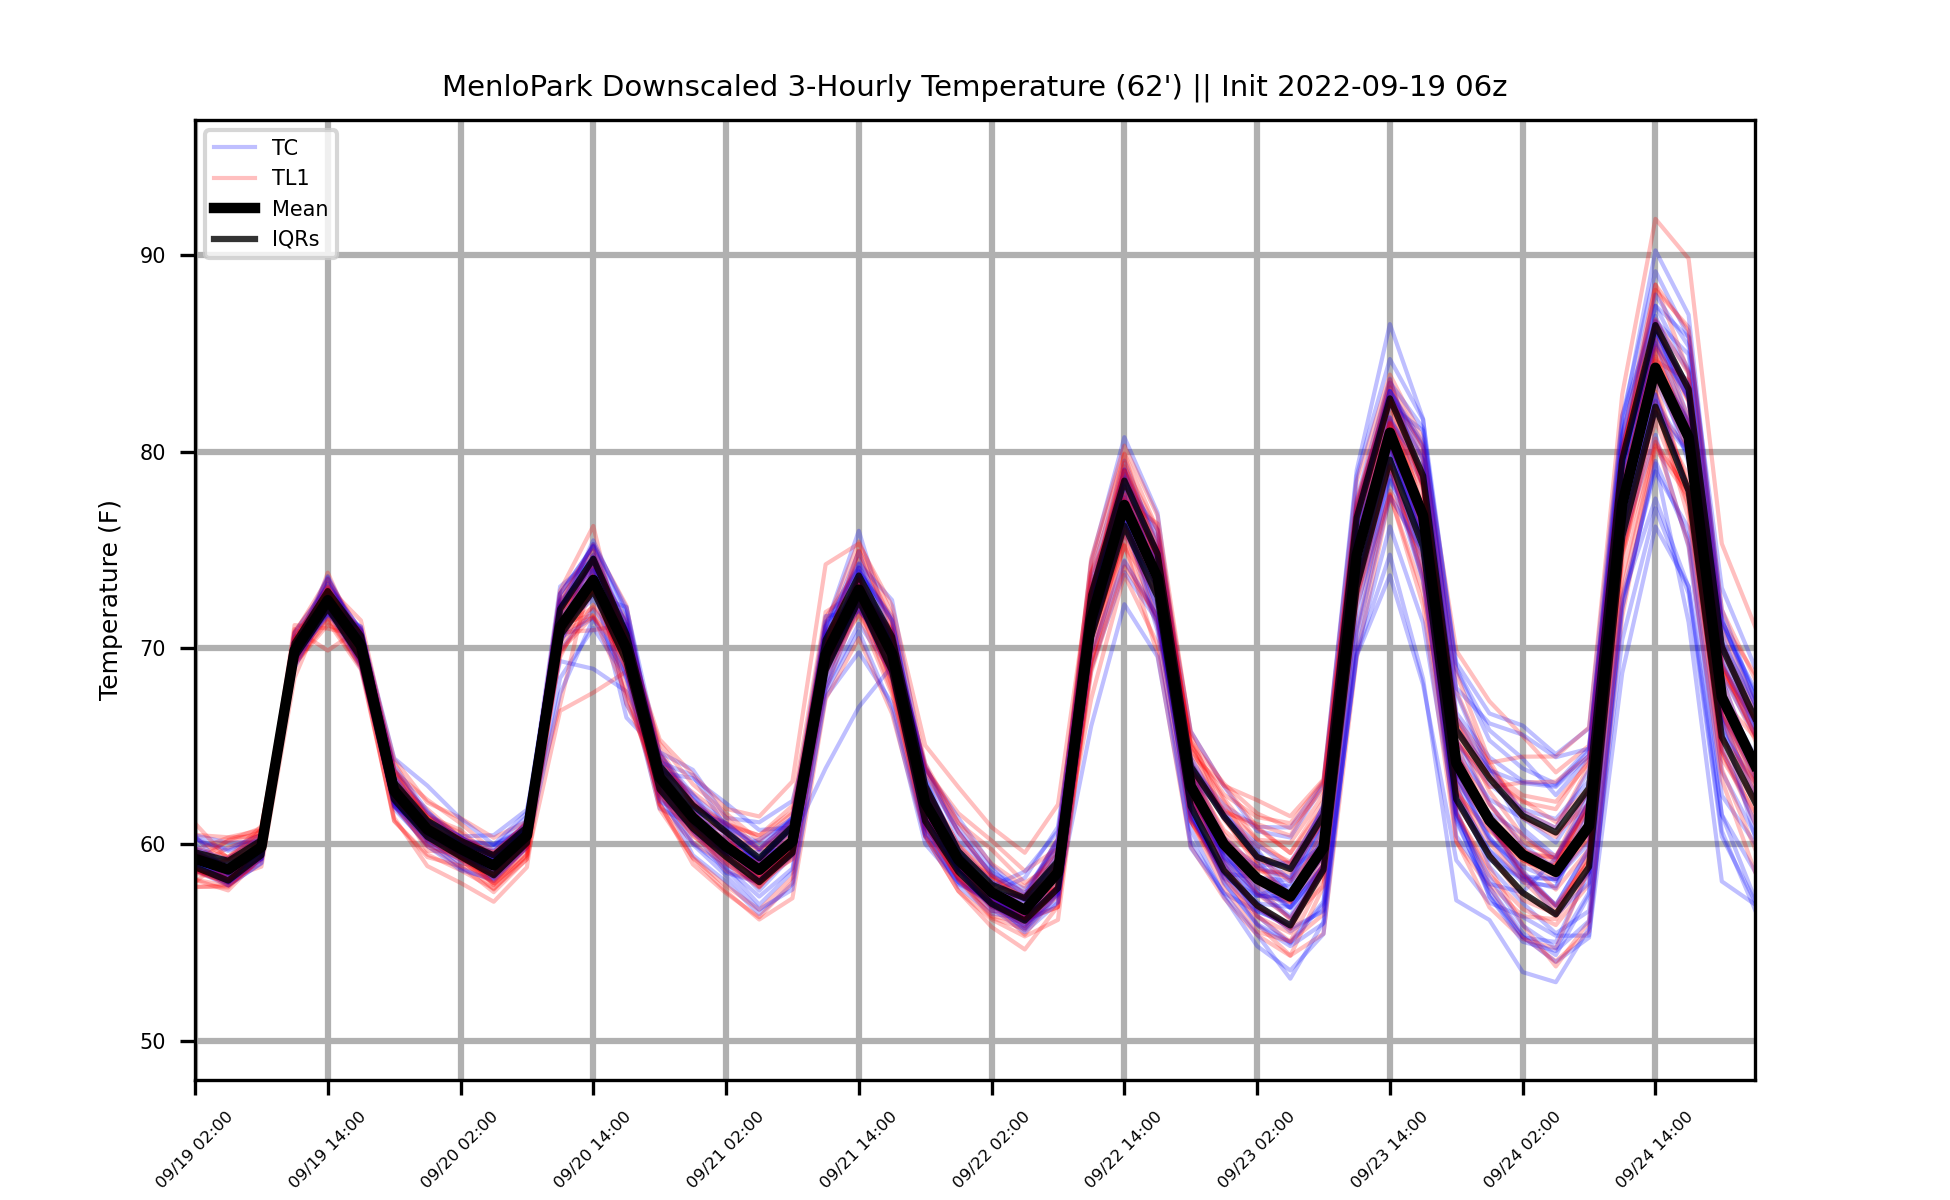 MenloPark Downscaled 3-Hourly Temperature (62') || Init 2022-09-19 06z
TC
TL1
Mean
IQRs
90
80
70
60
50
Temperature (F)
09/19 02:00
09/19 14:00
09/20 02:00
09/20 14:00
09/21 02:00
09/21 14:00
09/22 02:00
09/22 14:00
09/23 02:00
09/23 14:00
09/24 02:00
09/24 14:00